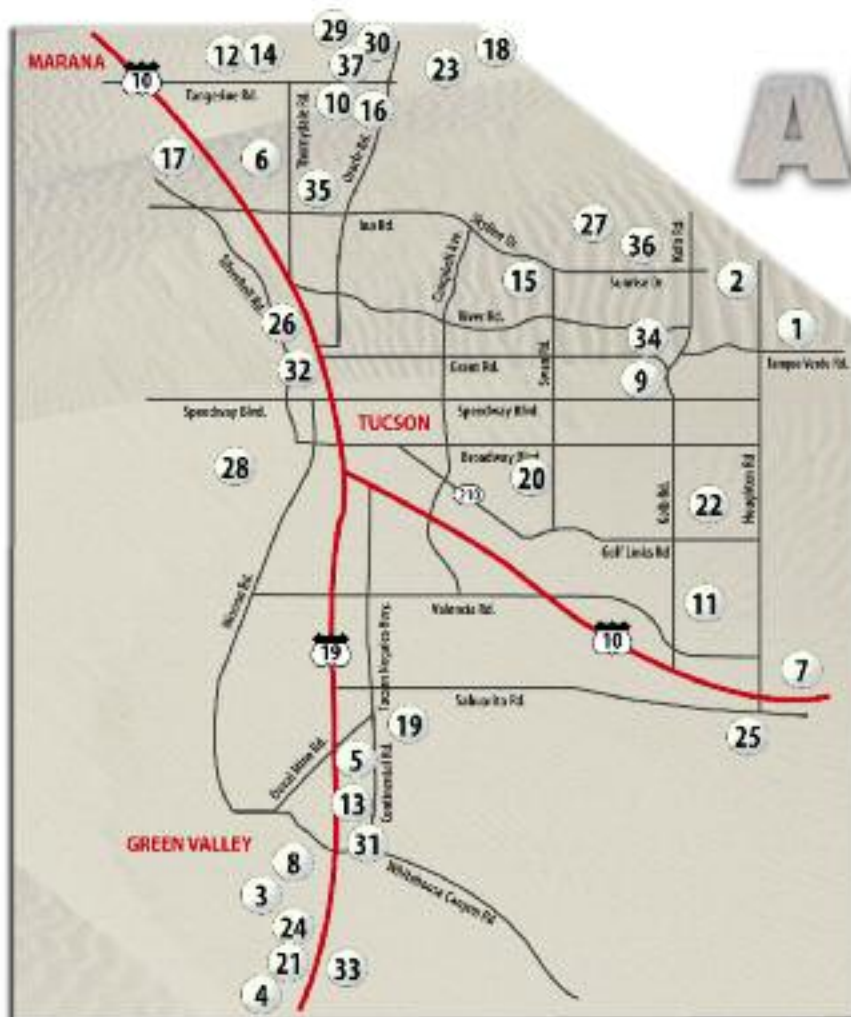 29
30
18
12
14
37
23
MARANA
10
Tangerine Rd.
Thornydale Rd.
10
16
Oracle Rd.
17
6
35
Ina Rd.
Skyline Dr.
27
36
Kolb Rd.
Campbell Ave.
15
Sunrise Dr.
2
Silverbell Rd.
26
River Rd.
34
1
32
Grant Rd.
Swan Rd.
9
Tanque Verde Rd.
Speedway Blvd.
TUCSON
Speedway Blvd.
28
Broadway Blvd.
20
210
Kolb Rd.
22
Houghton Rd
Golf Links Rd
11
Valencia Rd.
Mission Rd.
19
Tucson Nogales Hwy.
10
7
Sahuarita Rd.
19
25
Duval Mine Rd.
5
Continental Rd.
13
GREEN VALLEY
31
8
Whitehouse Canyon Rd
3
24
21
33
4